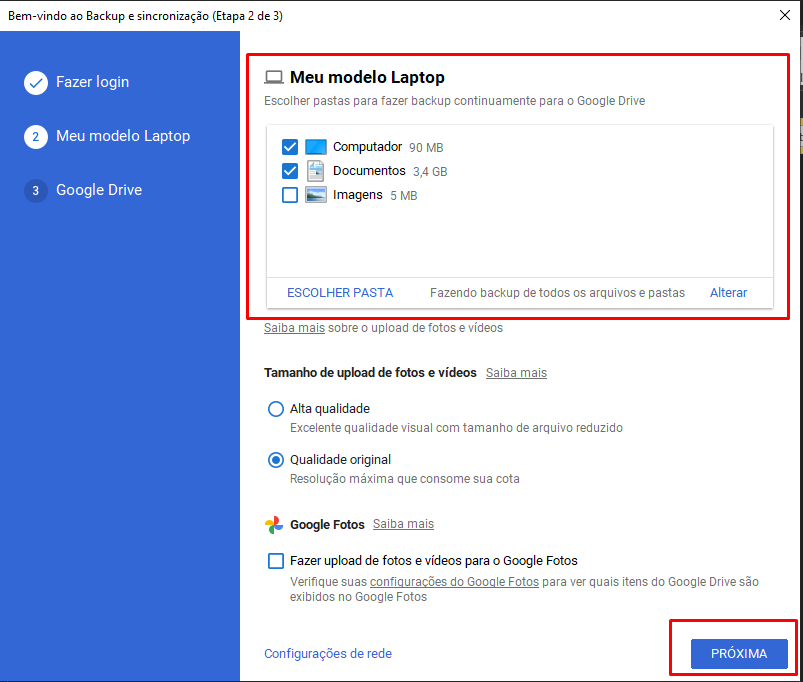 Bem-vindo ao Backup e sincronização (Etapa 2 de 3)
Fazer login
2 Meu modelo Laptop
3 Google Drive
Meu modelo Laptop
Escolher pastas para fazer backup continuamente para o Google Drive
Computador 90 MB
Documentos 3,4 GB
Imagens 5 MB
ESCOLHER PASTA Fazendo backup de todos os arquivos e pastas Alterar
Saiba mais sobre o upload de fotos e vídeos
Tamanho de upload de fotos e vídeos Saiba mais
Alta qualidade
Excelente qualidade visual com tamanho de arquivo reduzido
Qualidade original
Resolução máxima que consome sua cota
Google Fotos Saiba mais
Fazer upload de fotos e vídeos para o Google Fotos
Verifique suas configurações do Google Fotos para ver quais itens do Google Drive são
exibidos no Google Fotos
Configurações de rede
PRÓXIMA